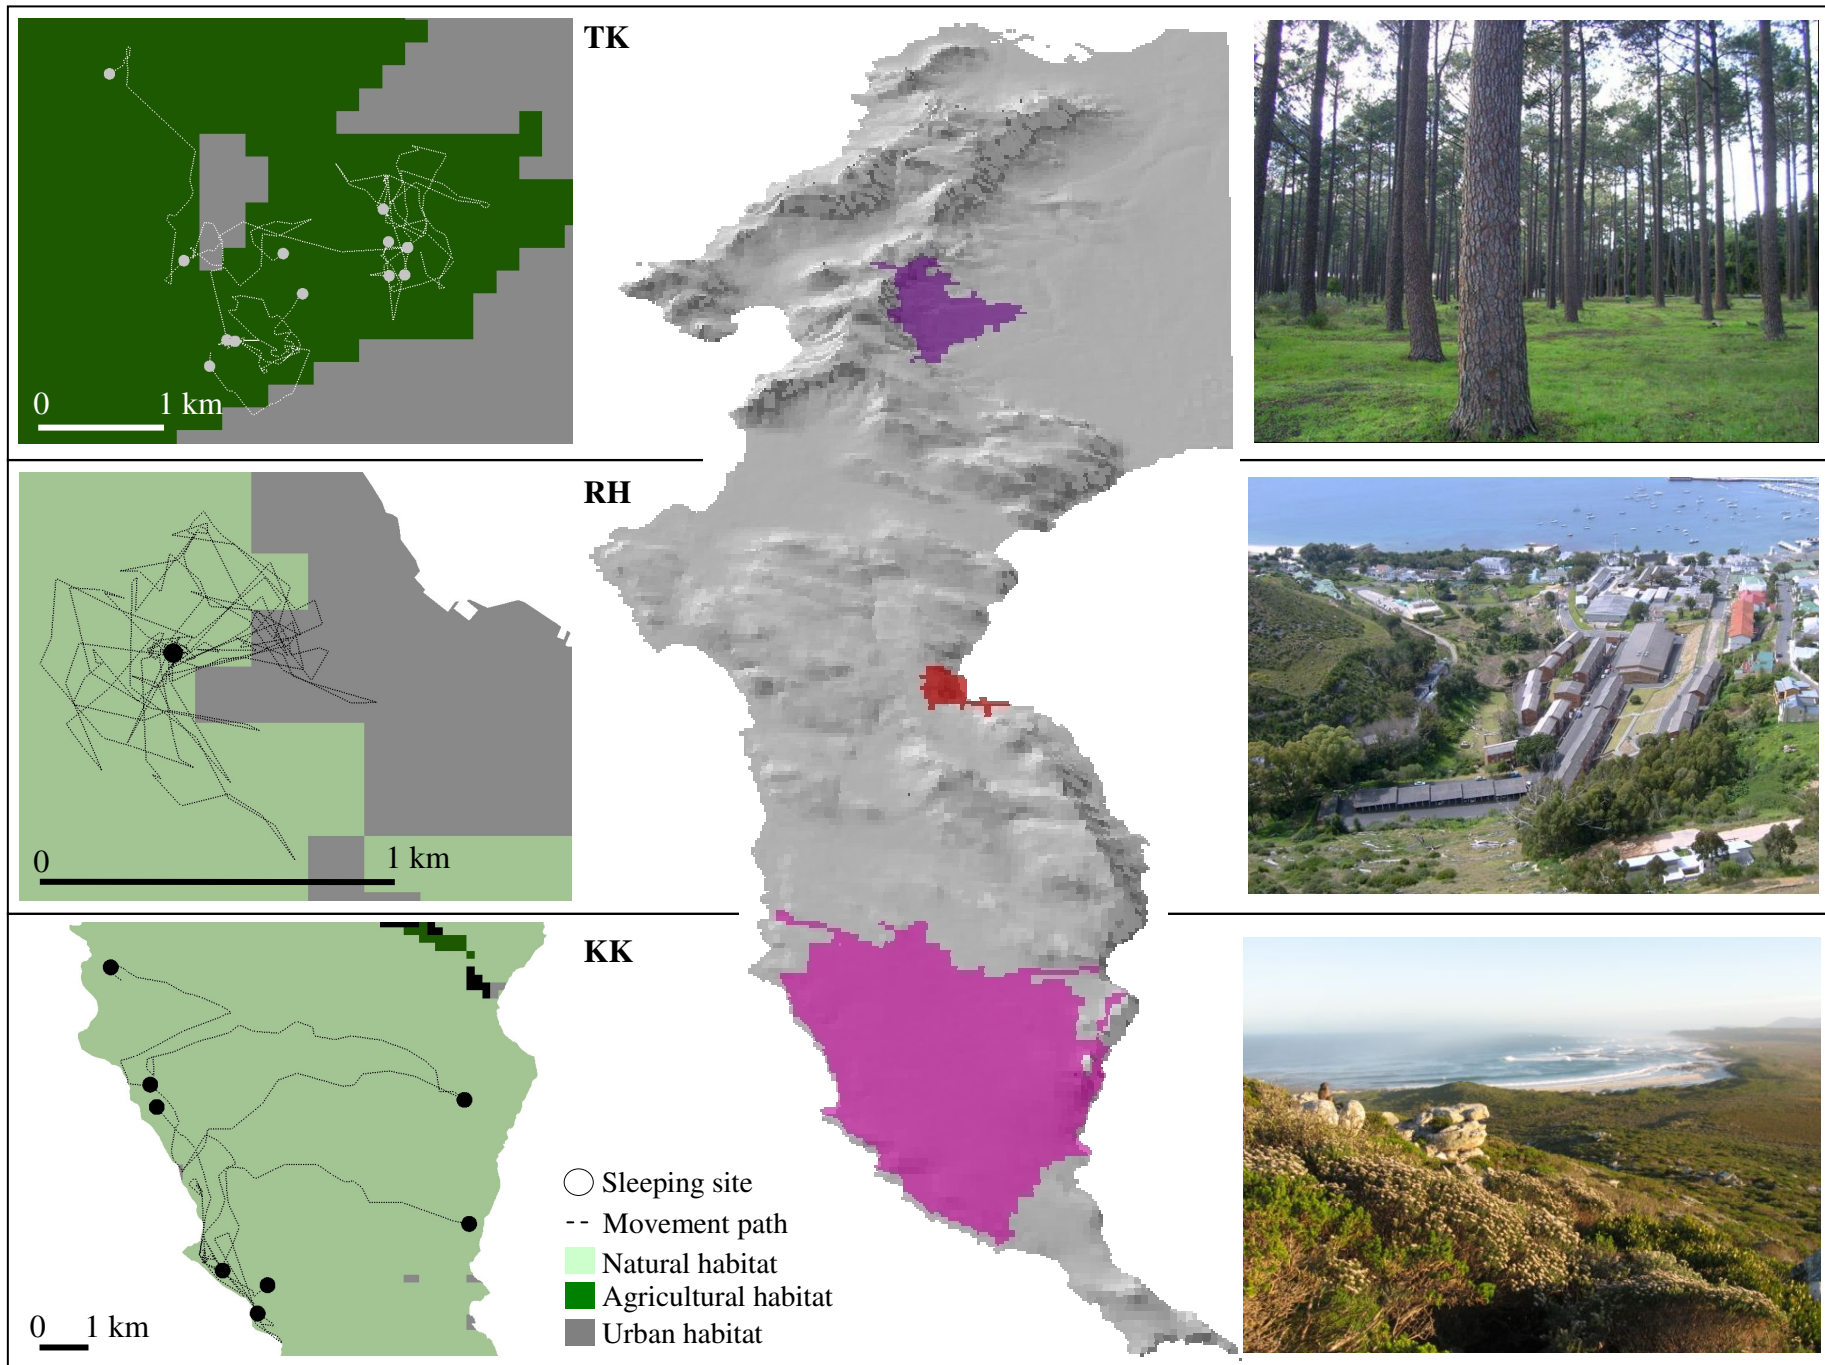 TK
0 1 km
RH
0 1 km
KK
Sleeping site
-- Movement path
Natural habitat
Agricultural habitat
Urban habitat
0 1 km